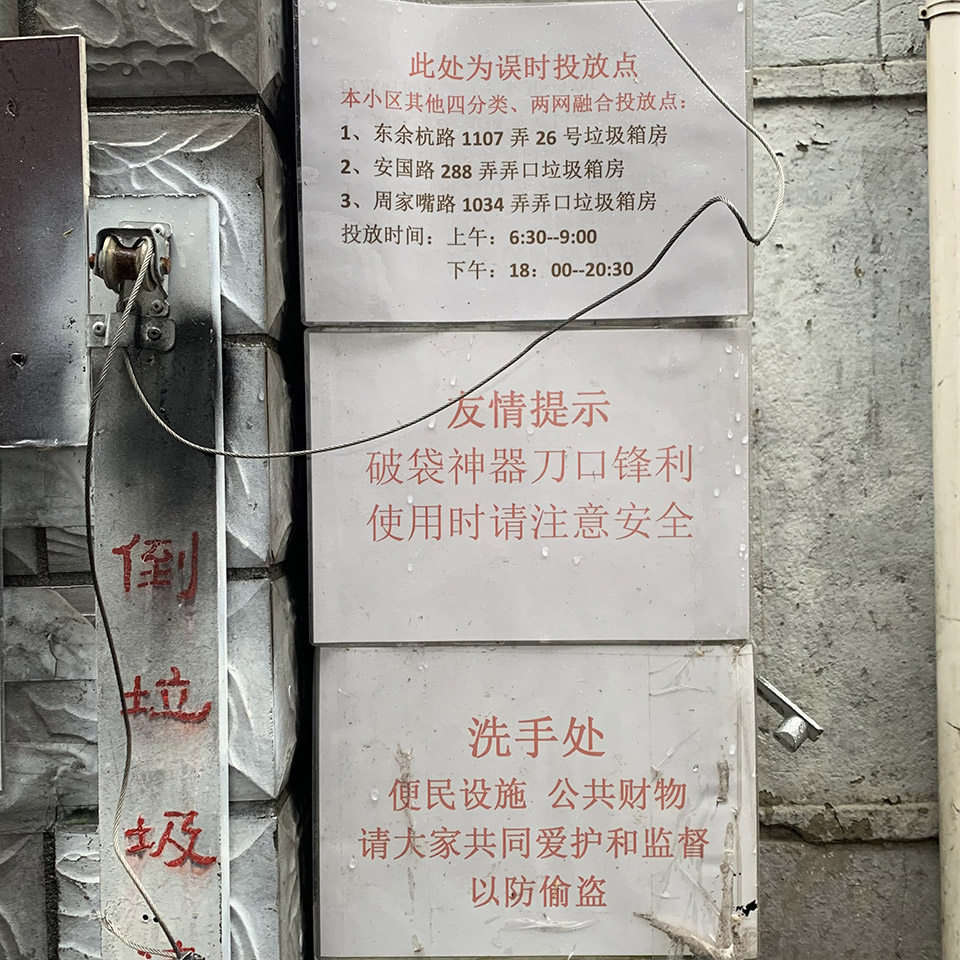 此处为误时投放点
本小区其他四分类、两网融合投放点：
1、东余杭路 1107 弄 26 号垃圾箱房
2、安国路 288 弄弄口垃圾箱房
3、周家嘴路 1034 弄弄口垃圾箱房
投放时间：上午：6:30--9:00
下午：18：00--20:30
友情提示
破袋神器刀口锋利
使用时请注意安全
洗手处
便民设施 公共财物
请大家共同爱护和监督
以防偷盗
倒
垃
圾